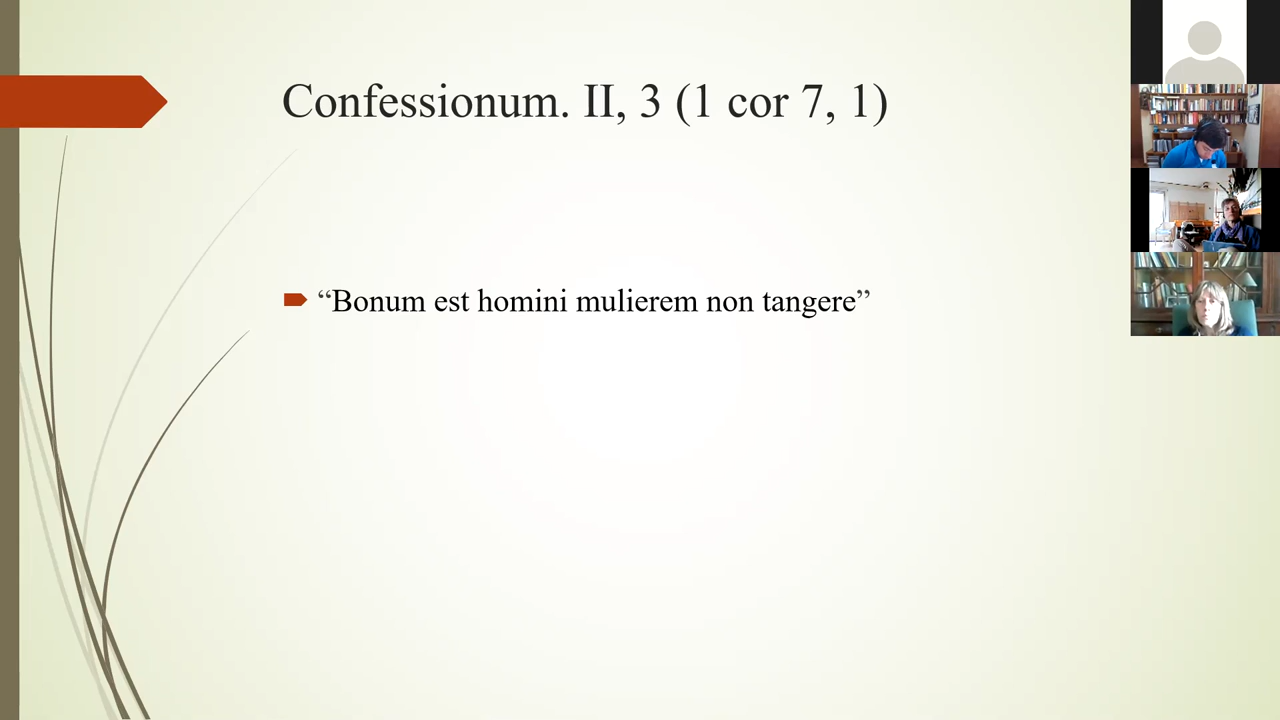 Confessionum. II, 3 (1 cor 7, 1)
“Bonum est homini mulierem non tangere”